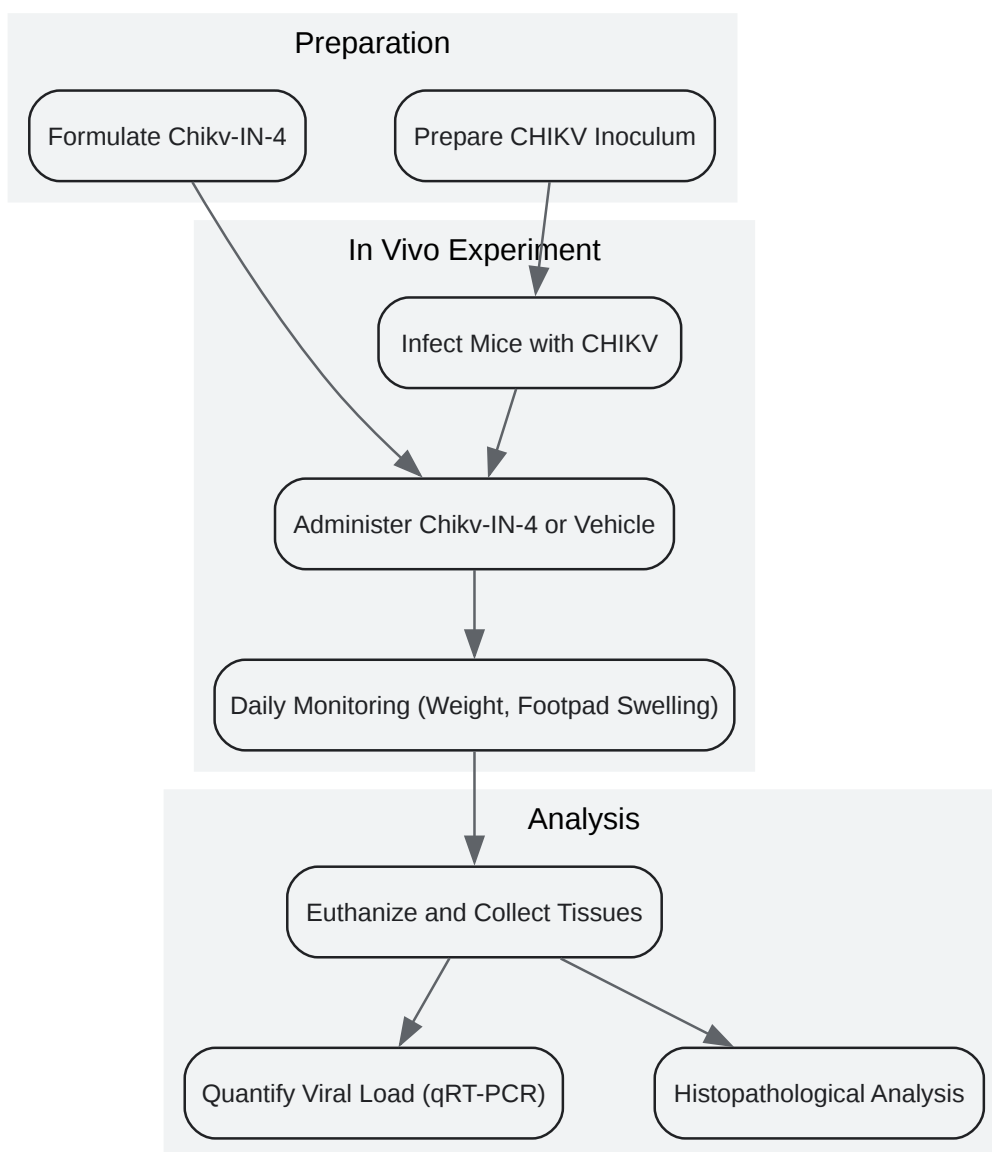 Preparation
Formulate Chikv-IN-4
Prepare CHIKV Inoculum
In Vivo Experiment
Infect Mice with CHIKV
Administer Chikv-IN-4 or Vehicle
Daily Monitoring (Weight, Footpad Swelling)
Analysis
Euthanize and Collect Tissues
Quantify Viral Load (qRT-PCR)
Histopathological Analysis